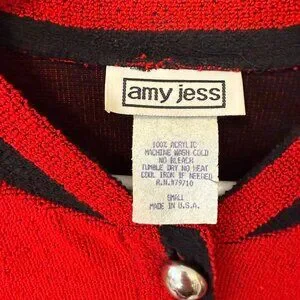 amy jess
100% ACRYLIC
MACHINE WASH COLD
NO BLEACH
TUMBLE DRY NO HEAT
COOL IRON IF NEEDED
R.N.#79710
SMALL
MADE IN U.S.A.